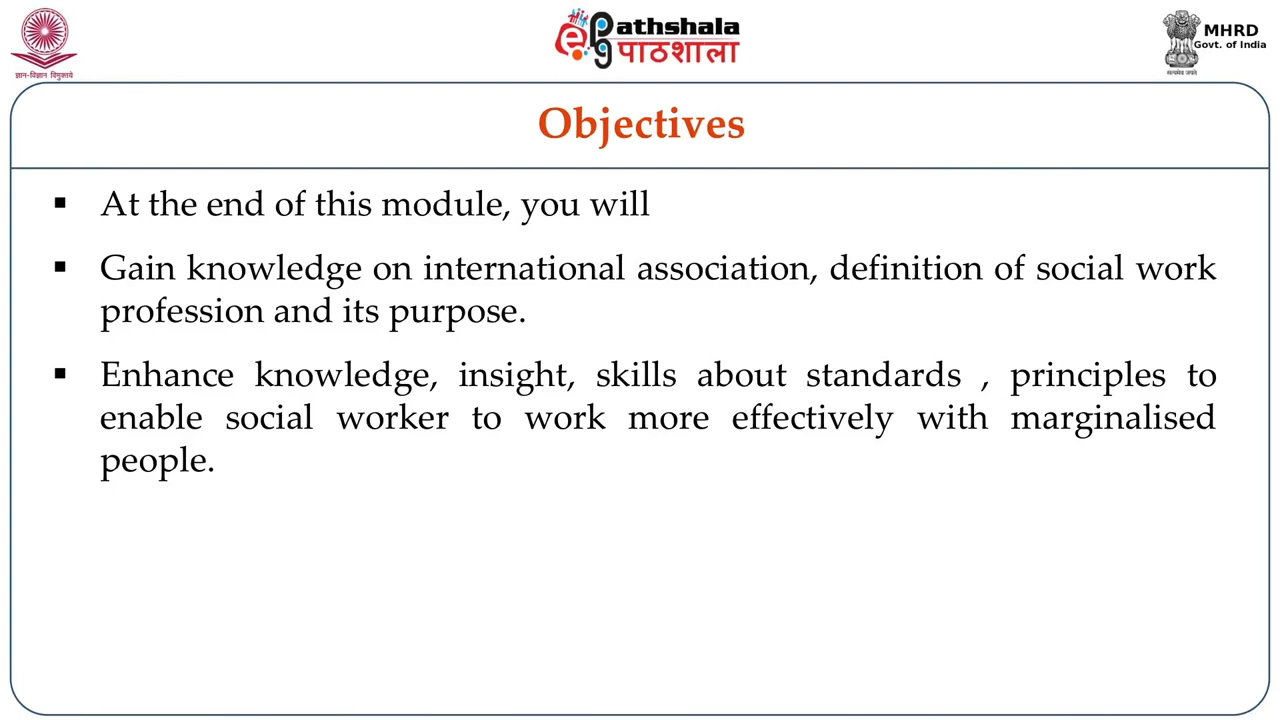 ज्ञान-विज्ञान विमुक्तये
ePG Pathshala
पाठशाला
सत्यमेव जयते
MHRD
Govt. of India
Objectives
▪ At the end of this module, you will
▪ Gain knowledge on international association, definition of social work
profession and its purpose.
▪ Enhance knowledge, insight, skills about standards , principles to
enable social worker to work more effectively with marginalised
people.